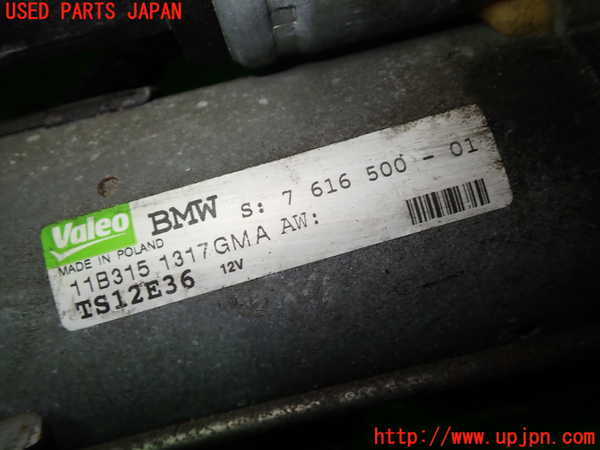 USED PARTS JAPAN
Valeo BMW S: 7 616 500 - 01
MADE IN POLAND
11B315 1317GMA AW:
TS12E36 12V
http://www.upjpn.com